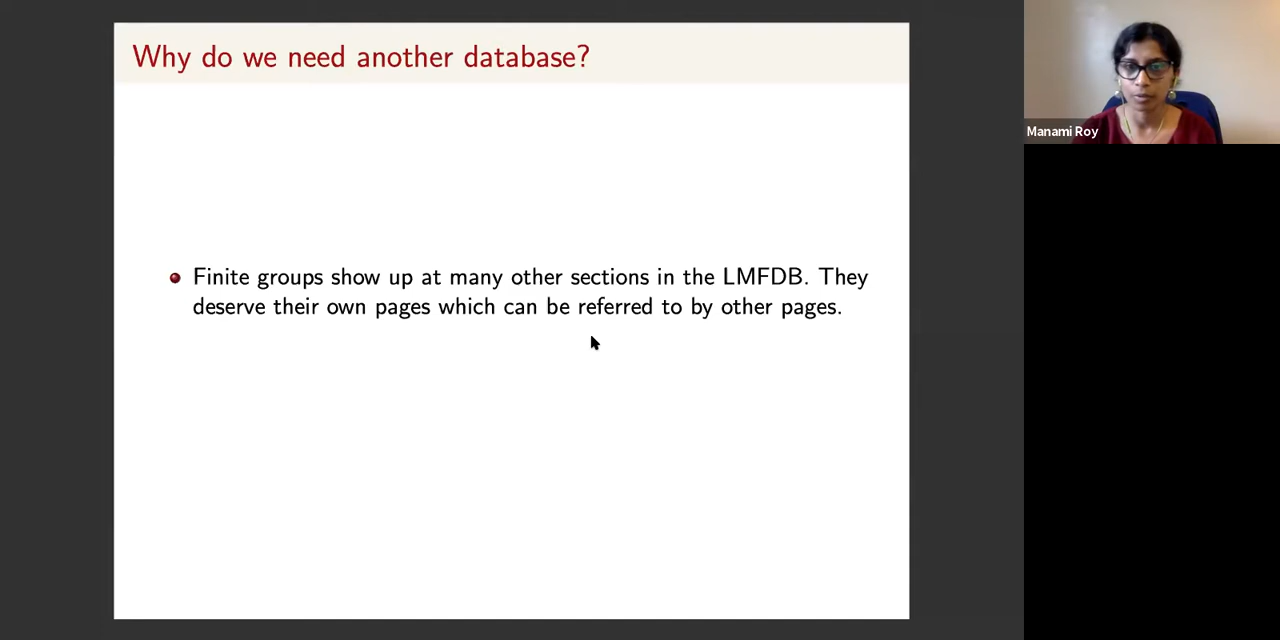 Why do we need another database?
Finite groups show up at many other sections in the LMFDB. They
deserve their own pages which can be referred to by other pages.
Manami Roy